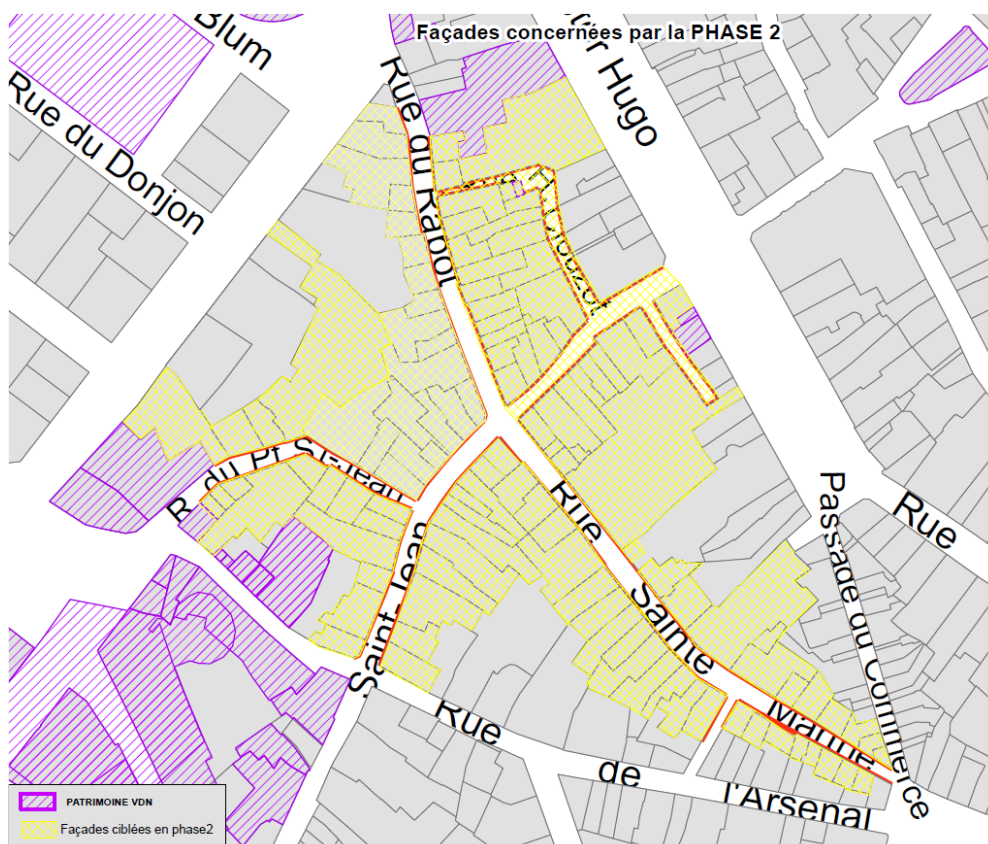 Façades concernées par la PHASE 2
Blum
Hugo
Rue du Donjon
Rue du Rabot
R. du Pt St-Jean
Saint-Jean
Rue
Sainte
Marthe
Passage du Commerce
Rue
Rue
de
l'Arsenal
PATRIMOINE VDN
Façades ciblées en phase2